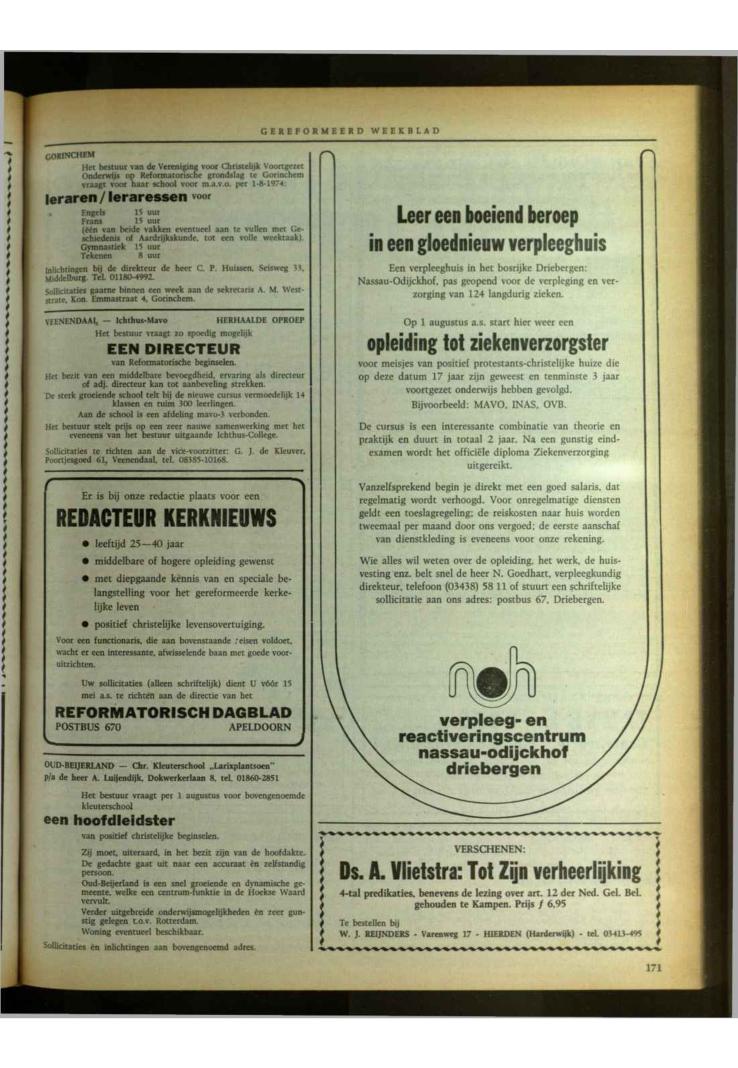 GEREFORMEERD WEEKBLAD
GORINCHEM
Het bestuur van de Vereniging voor Christelijk Voortgezet
Onderwijs op Reformatorische grondslag te Gorinchem
vraagt voor haar school voor m.a.v.o. per 1-8-1974:
leraren/leraressen voor
Engels 15 uur
Frans 15 uur
(één van beide vakken eventueel aan te vullen met Ge-
schiedenis of Aardrijkskunde, tot een volle weektaak).
Gymnastiek 15 uur
Tekenen 8 uur
Inlichtingen bij de direkteur de heer C. P. Huissen, Seisweg 33,
Middelburg. Tel. 01180-4992.
Sollicitaties gaarne binnen een week aan de sekretaris A. M. West-
strate, Kon. Emmastraat 4, Gorinchem.
VEENENDAAL — Ichthus-Mavo HERHAALDE OPROEP
Het bestuur vraagt zo spoedig mogelijk
EEN DIRECTEUR
van Reformatorische beginselen.
Het bezit van een middelbare bevoegdheid, ervaring als directeur
of adj. directeur kan tot aanbeveling strekken.
De sterk groeiende school telt bij de nieuwe cursus vermoedelijk 14
klassen en ruim 300 leerlingen.
Aan de school is een afdeling mavo-3 verbonden.
Het bestuur stelt prijs op een zeer nauwe samenwerking met het
eveneens van het bestuur uitgaande Ichthus-College.
Sollicitaties te richten aan de vice-voorzitter: G. J. de Kleuver,
Poortjesgoed 61, Veenendaal, tel. 08385-10168.
Er is bij onze redactie plaats voor een
REDACTEUR KERKNIEUWS
● leeftijd 25—40 jaar
● middelbare of hogere opleiding gewenst
● met diepgaande kènnis van en speciale be-
langstelling voor het gereformeerde kerke-
lijke leven
● positief christelijke levensovertuiging.
Voor een functionaris, die aan bovenstaande eisen voldoet,
wacht er een interessante, afwisselende baan met goede voor-
uitzichten.
Uw sollicitaties (alleen schriftelijk) dient U vóór 15
mei a.s. te richten aan de directie van het
REFORMATORISCH DAGBLAD
POSTBUS 670 APELDOORN
OUD-BEIJERLAND — Chr. Kleuterschool „Larixplantsoen"
p/a de heer A. Luijendijk, Dokwerkerlaan 8, tel. 01860-2851
Het bestuur vraagt per 1 augustus voor bovengenoemde
kleuterschool
een hoofdleidster
van positief christelijke beginselen.
Zij moet, uiteraard, in het bezit zijn van de hoofdakte.
De gedachte gaat uit naar een accuraat èn zelfstandig
persoon.
Oud-Beijerland is een snel groeiende en dynamische ge-
meente, welke een centrum-funktie in de Hoekse Waard
vervult.
Verder uitgebreide onderwijsmogelijkheden èn zeer gun-
stig gelegen t.o.v. Rotterdam.
Woning eventueel beschikbaar.
Sollicitaties èn inlichtingen aan bovengenoemd adres.
Leer een boeiend beroep
in een gloednieuw verpleeghuis
Een verpleeghuis in het bosrijke Driebergen:
Nassau-Odijckhof, pas geopend voor de verpleging en ver-
zorging van 124 langdurig zieken.
Op 1 augustus a.s. start hier weer een
opleiding tot ziekenverzorgster
voor meisjes van positief protestants-christelijke huize die
op deze datum 17 jaar zijn geweest en tenminste 3 jaar
voortgezet onderwijs hebben gevolgd.
Bijvoorbeeld: MAVO, INAS, OVB.
De cursus is een interessante combinatie van theorie en
praktijk en duurt in totaal 2 jaar. Na een gunstig eind-
examen wordt het officiële diploma Ziekenverzorging
uitgereikt.
Vanzelfsprekend begin je direkt met een goed salaris, dat
regelmatig wordt verhoogd. Voor onregelmatige diensten
geldt een toeslagregeling; de reiskosten naar huis worden
tweemaal per maand door ons vergoed; de eerste aanschaf
van dienstkleding is eveneens voor onze rekening.
Wie alles wil weten over de opleiding, het werk, de huis-
vesting enz. belt snel de heer N. Goedhart, verpleegkundig
direkteur, telefoon (03438) 58 11 of stuurt een schriftelijke
sollicitatie aan ons adres: postbus 67, Driebergen.
noh
verpleeg- en
reactiveringscentrum
nassau-odijckhof
driebergen
VERSCHENEN:
Ds. A. Vlietstra: Tot Zijn verheerlijking
4-tal predikaties, benevens de lezing over art. 12 der Ned. Gel. Bel.
gehouden te Kampen. Prijs ƒ 6,95
Te bestellen bij
W. J. REIJNDERS - Varenweg 17 - HIERDEN (Harderwijk) - tel. 03413-495
171